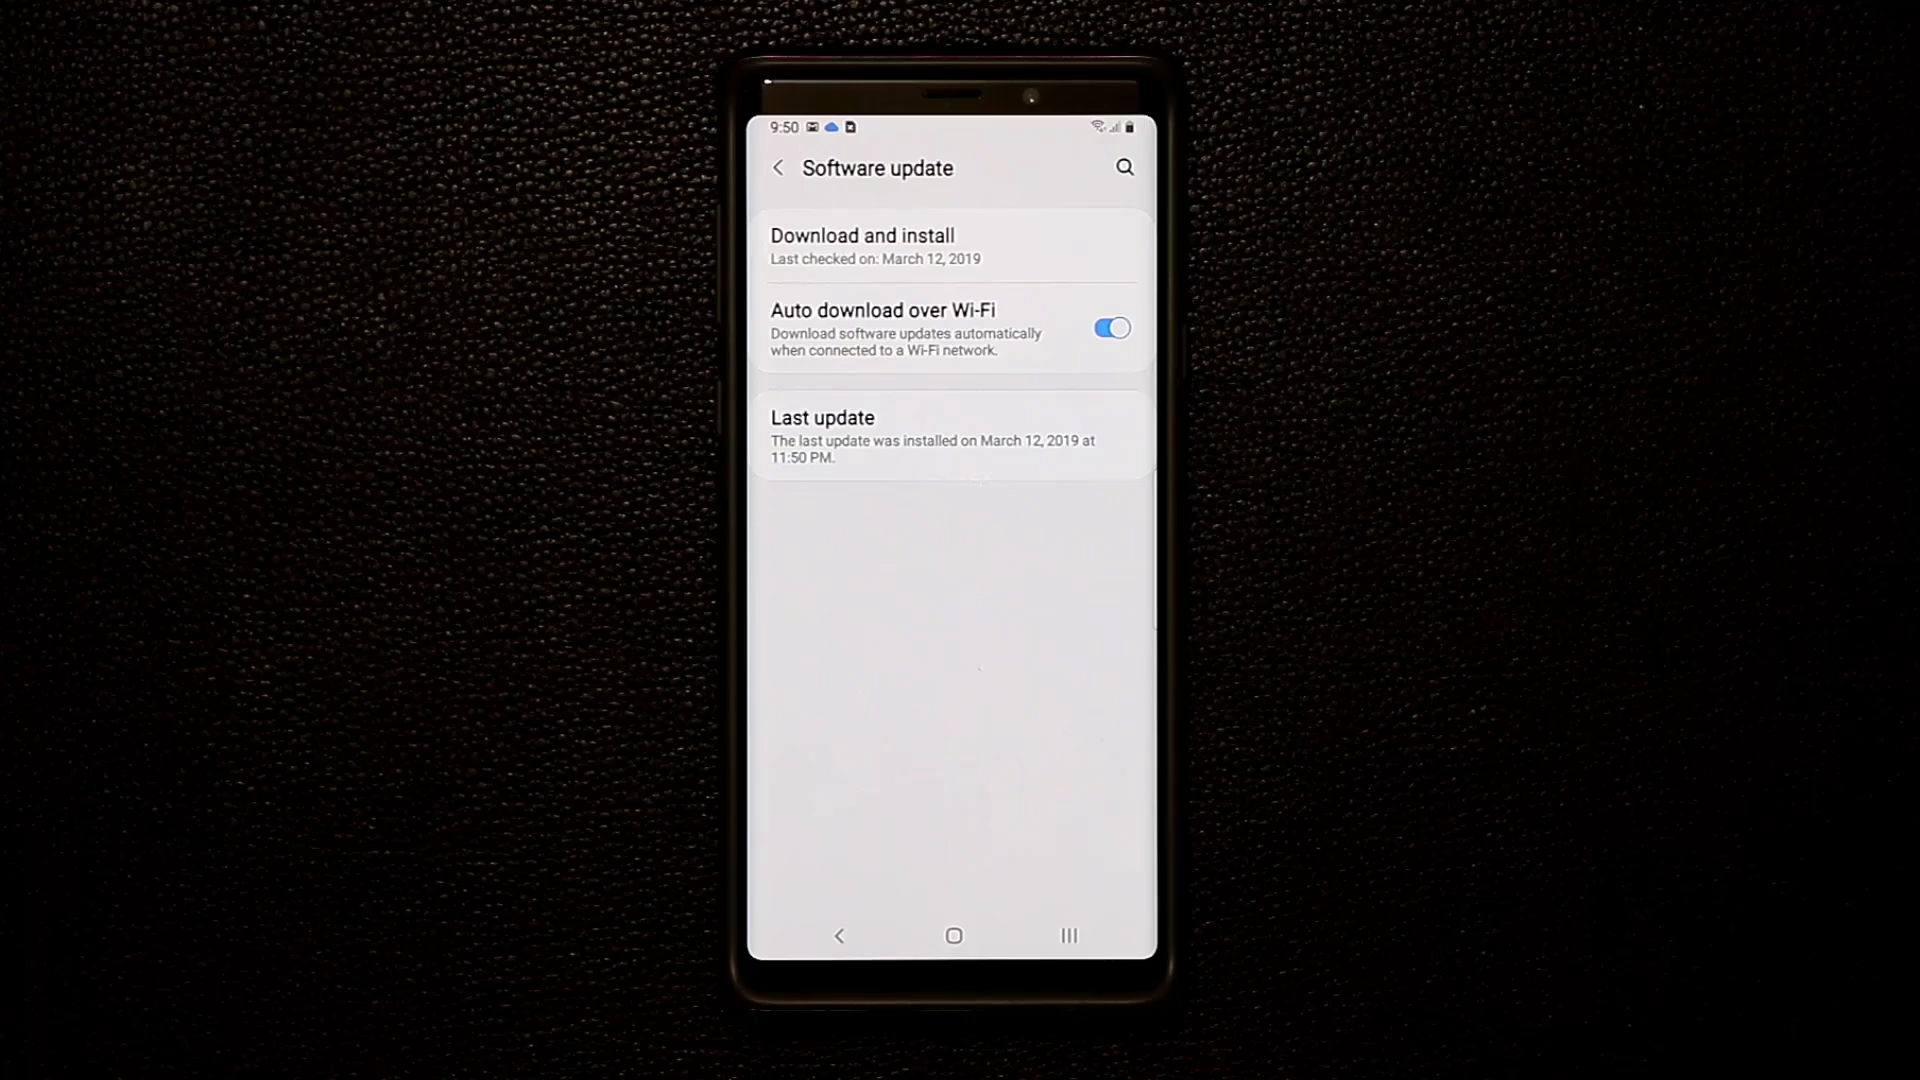 9:50
Software update
Download and install
Last checked on: March 12, 2019
Auto download over Wi-Fi
Download software updates automatically
when connected to a Wi-Fi network.
Last update
The last update was installed on March 12, 2019 at
11:50 PM.